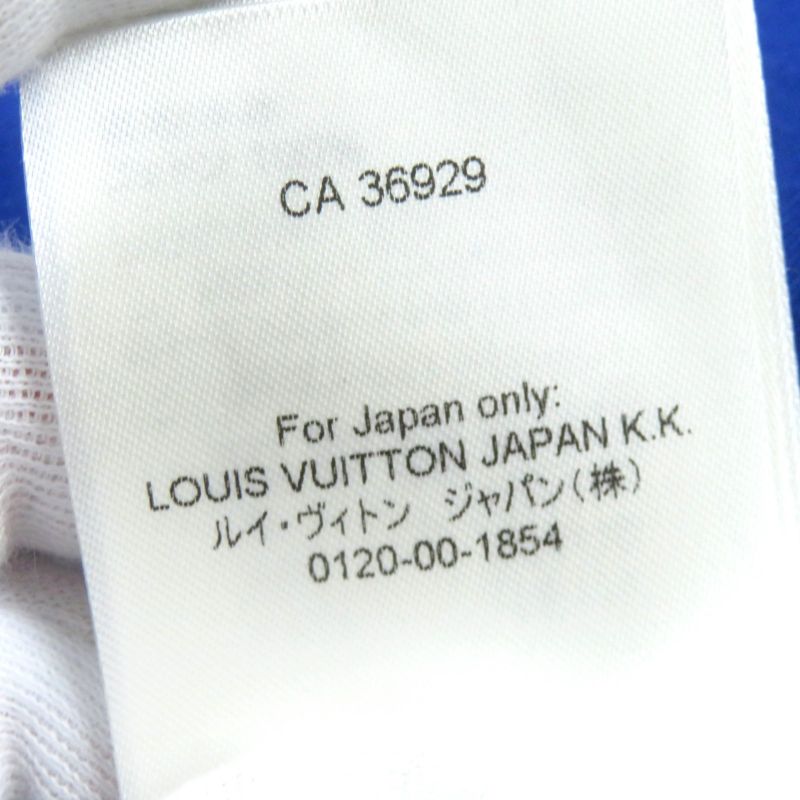 CA 36929
For Japan only:
LOUIS VUITTON JAPAN K.K.
ルイ・ヴィトン ジャパン(株)
0120-00-1854